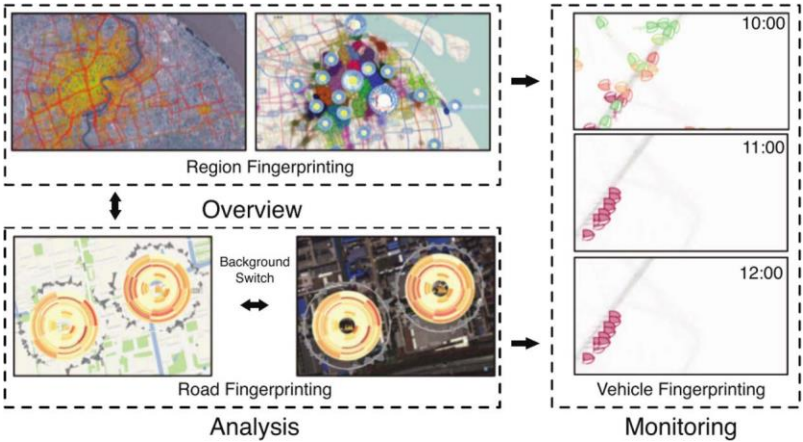 Region Fingerprinting
Overview
Background
Switch
Road Fingerprinting
Analysis
10:00
11:00
12:00
Vehicle Fingerprinting
Monitoring